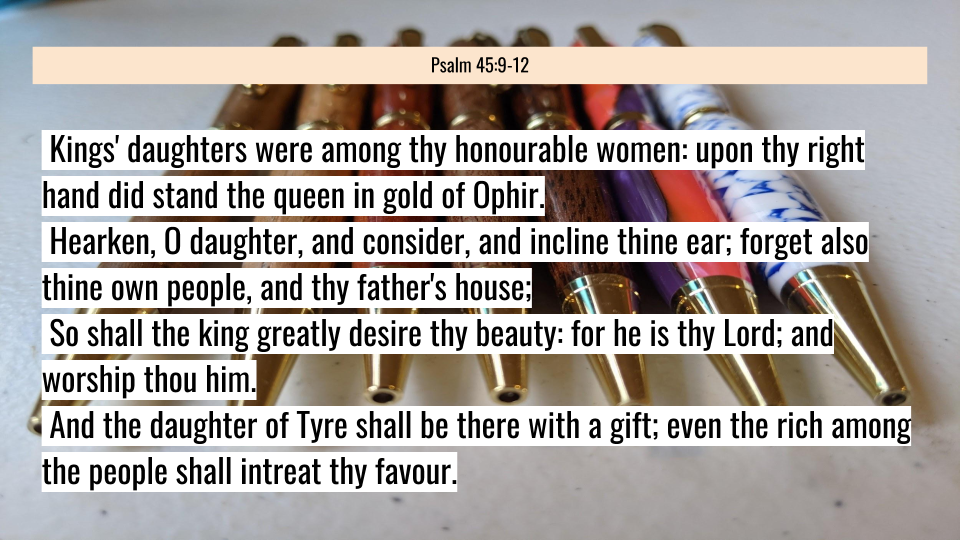 Psalm 45:9-12
Kings' daughters were among thy honourable women: upon thy right
hand did stand the queen in gold of Ophir.
Hearken, O daughter, and consider, and incline thine ear; forget also
thine own people, and thy father's house;
So shall the king greatly desire thy beauty: for he is thy Lord; and
worship thou him.
And the daughter of Tyre shall be there with a gift; even the rich among
the people shall intreat thy favour.